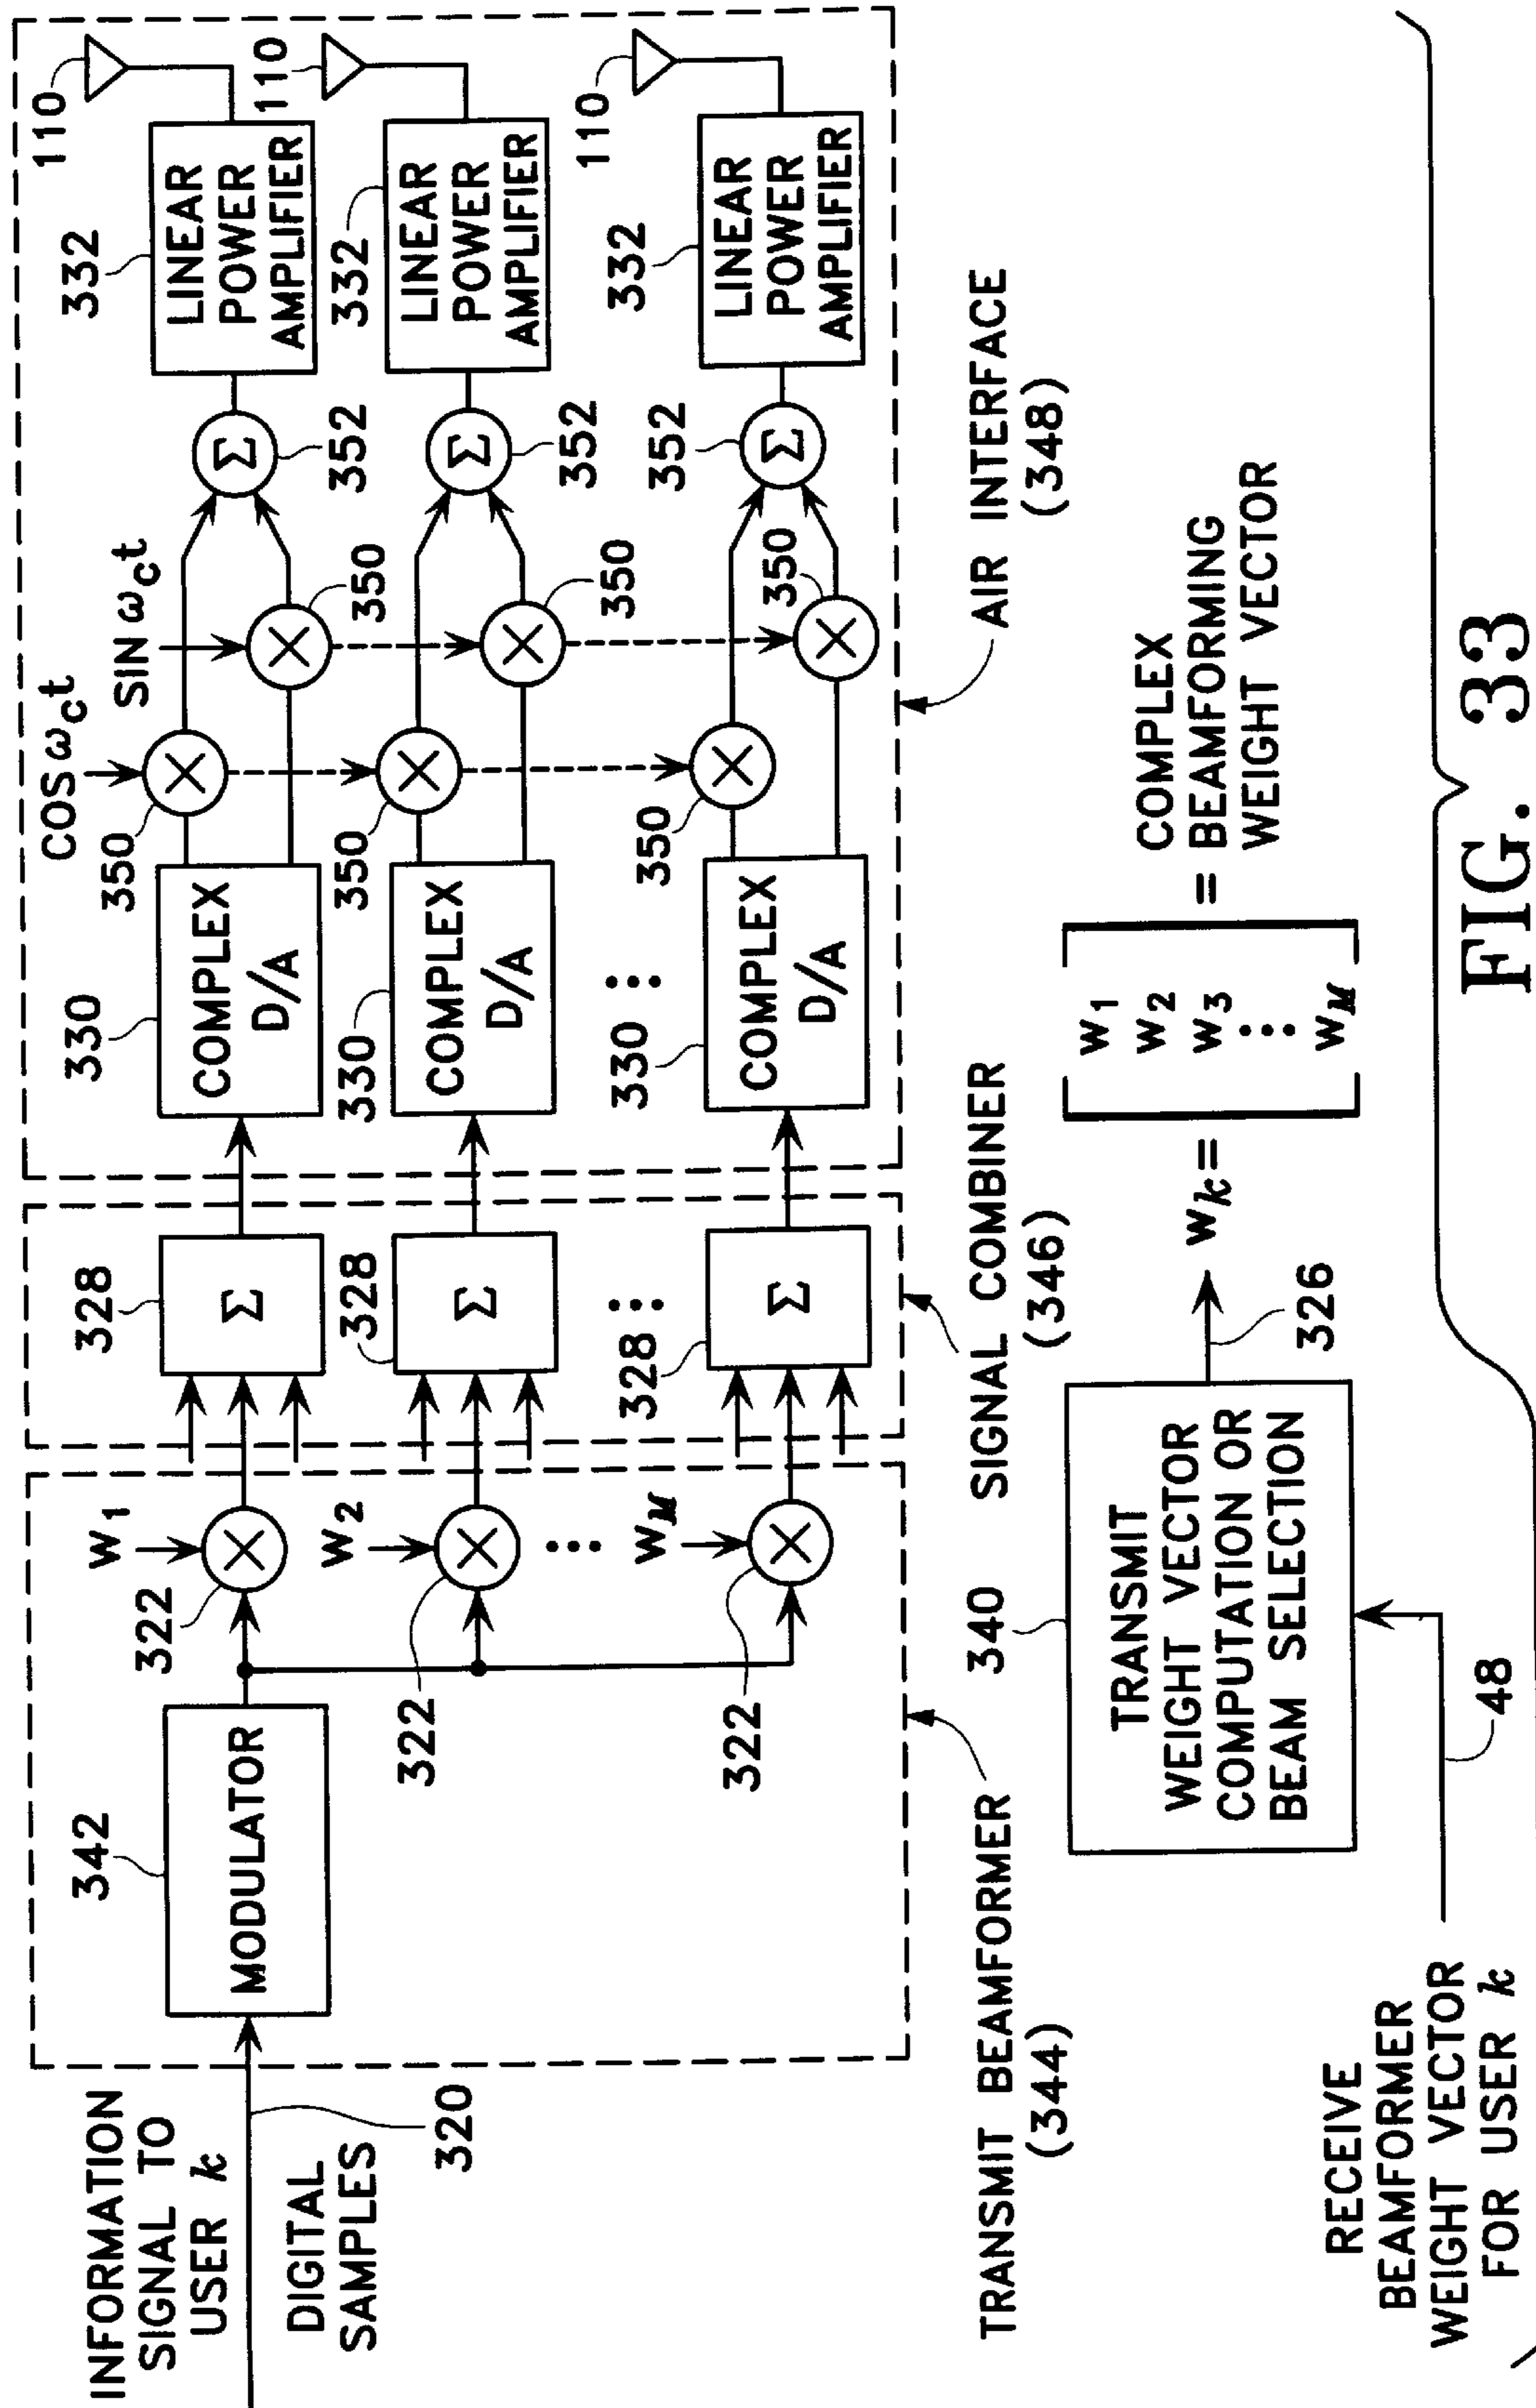 INFORMATION
SIGNAL TO
USER k
DIGITAL
SAMPLES
320
342
MODULATOR
322
W1
322
W2
322
WM
TRANSMIT BEAMFORMER
(344)
328
Σ
328
Σ
328
Σ
SIGNAL COMBINER
(346)
330
COMPLEX
D/A
330
COMPLEX
D/A
330
COMPLEX
D/A
COS ωct
SIN ωct
350
350
350
350
350
350
Σ
352
Σ
352
Σ
352
332
LINEAR
POWER
AMPLIFIER
332
LINEAR
POWER
AMPLIFIER
332
LINEAR
POWER
AMPLIFIER
110
110
110
AIR INTERFACE
(348)
RECEIVE
BEAMFORMER
WEIGHT VECTOR
FOR USER k
48
340
TRANSMIT
WEIGHT VECTOR
COMPUTATION OR
BEAM SELECTION
326
Wk=
W1
W2
W3
WM
= COMPLEX
BEAMFORMING
WEIGHT VECTOR
FIG. 33